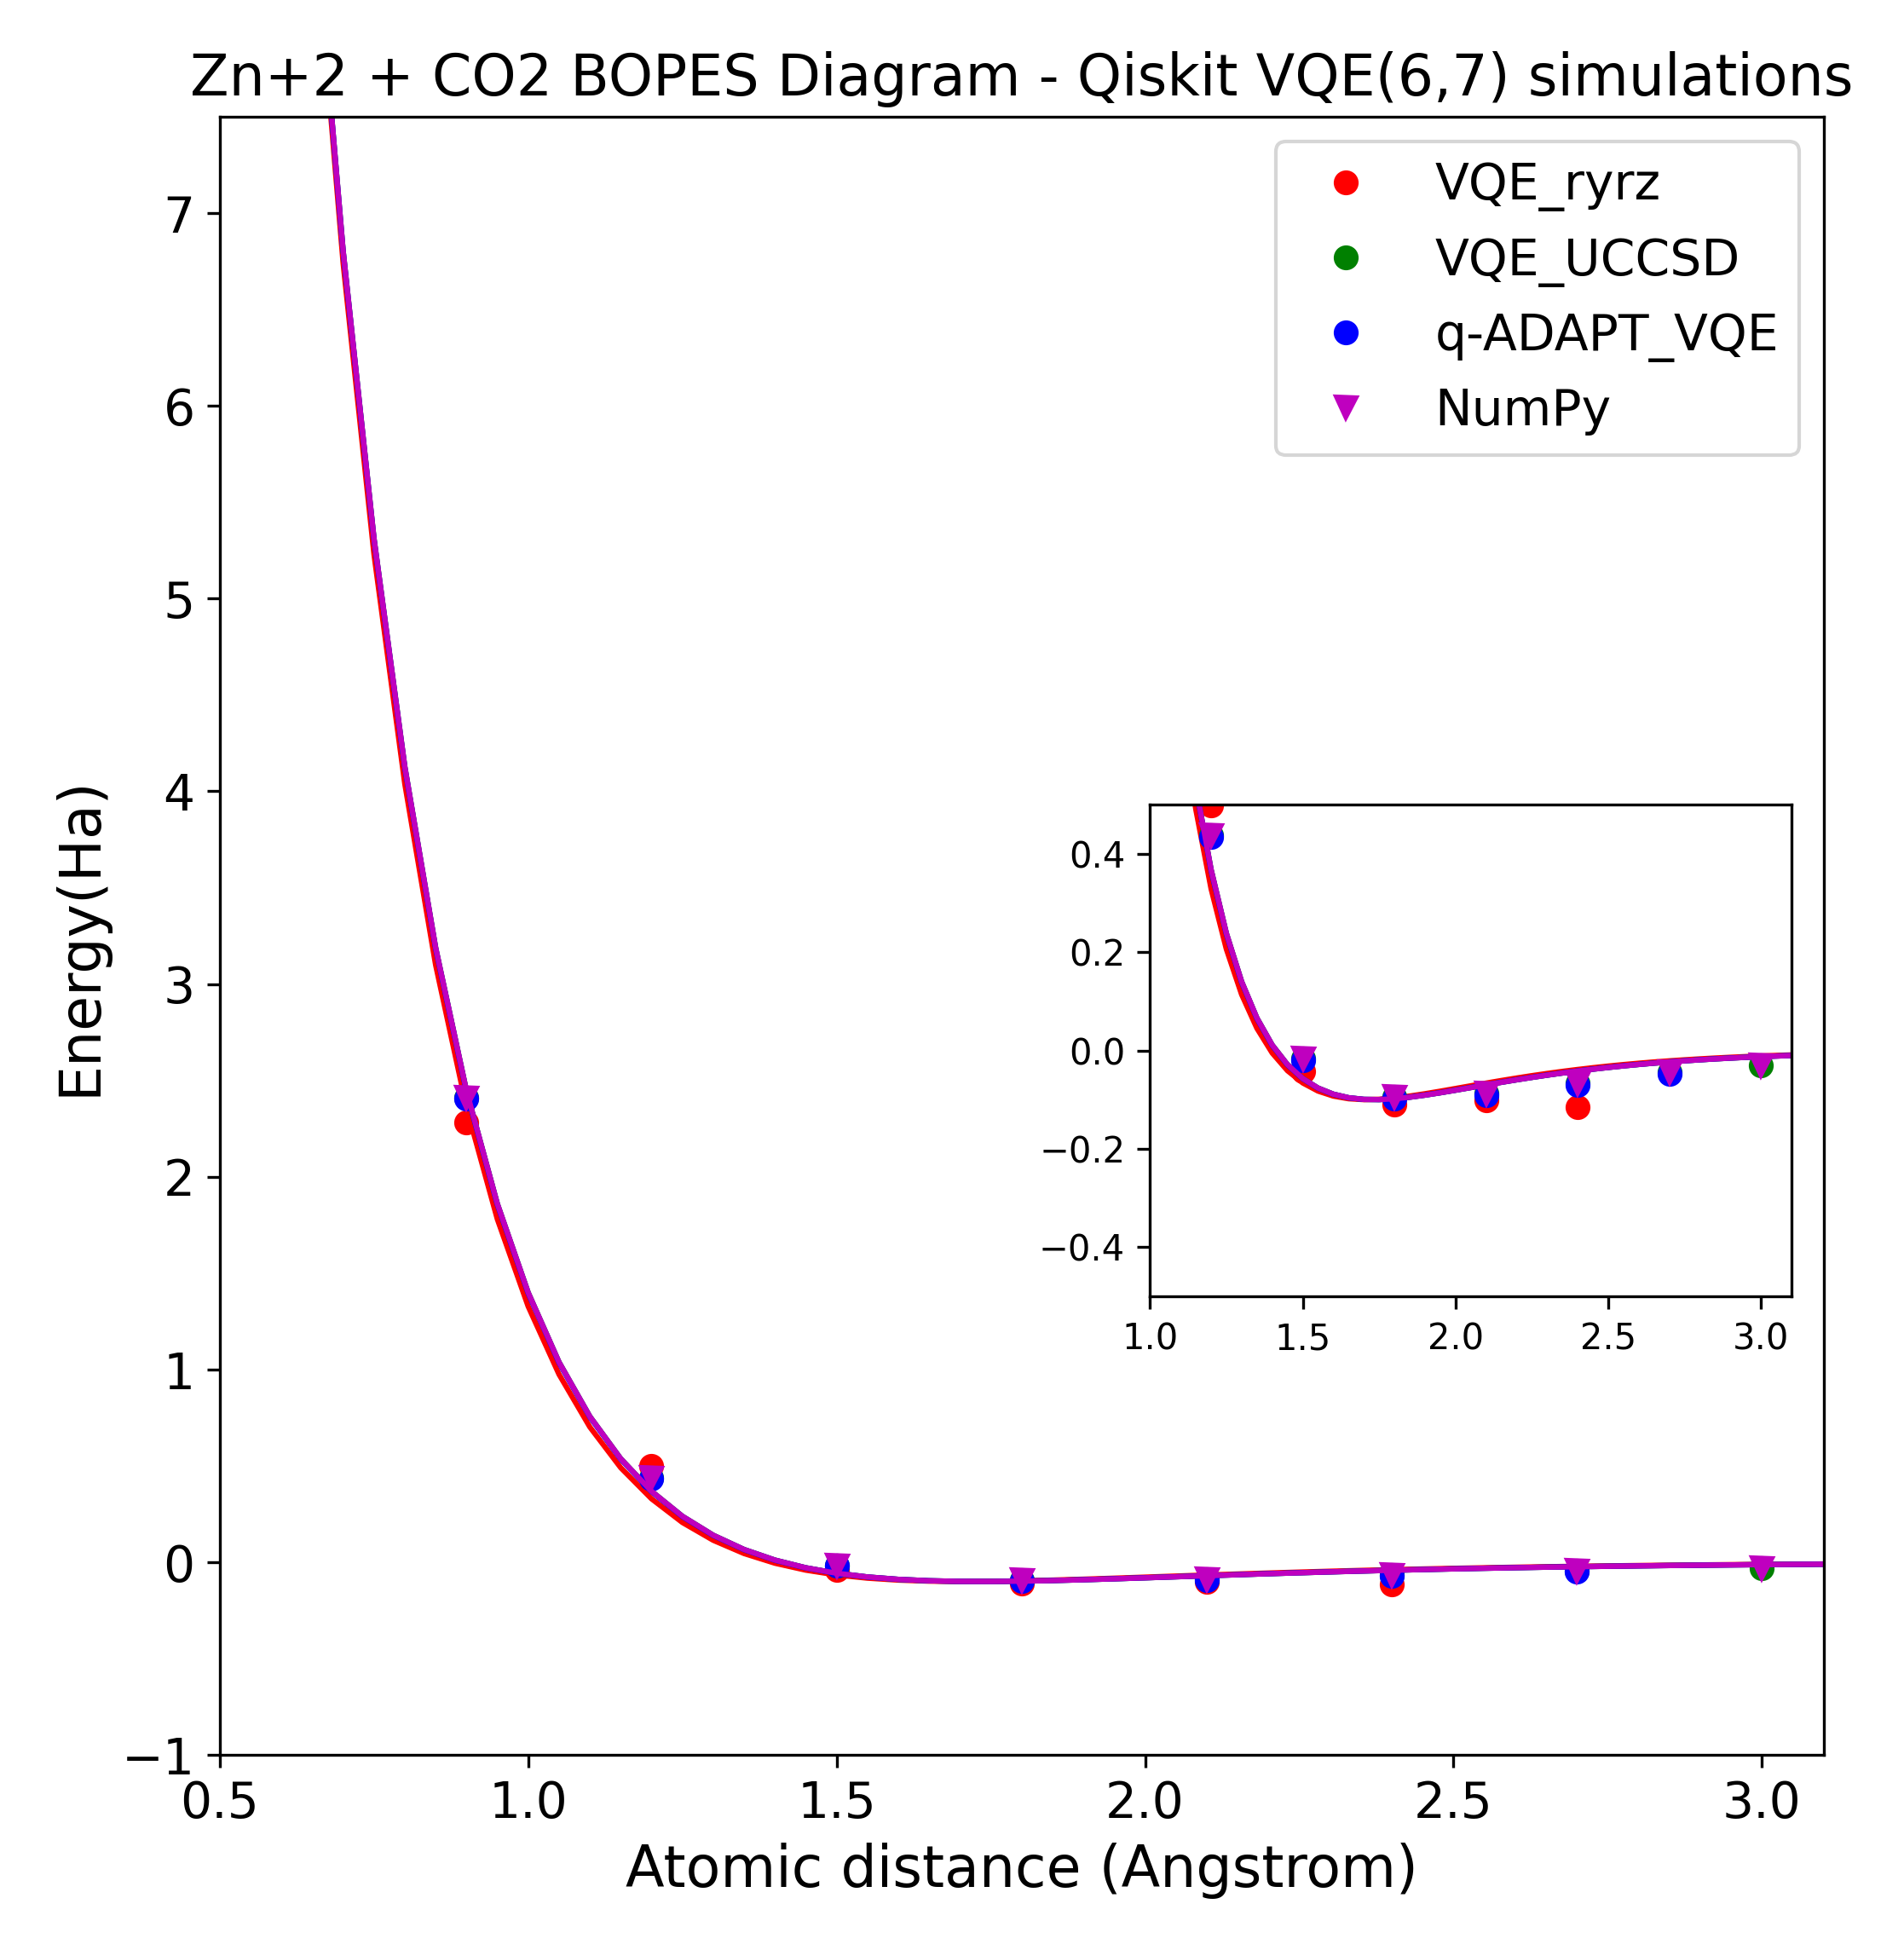 Zn+2 + CO2 BOPES Diagram - Qiskit VQE(6,7) simulations
VQE_ryrz
VQE_UCCSD
q-ADAPT_VQE
NumPy
Energy(Ha)
7
6
5
4
3
2
1
0
−1
0.4
0.2
0.0
−0.2
−0.4
1.0 1.5 2.0 2.5 3.0
0.5 1.0 1.5 2.0 2.5 3.0
Atomic distance (Angstrom)